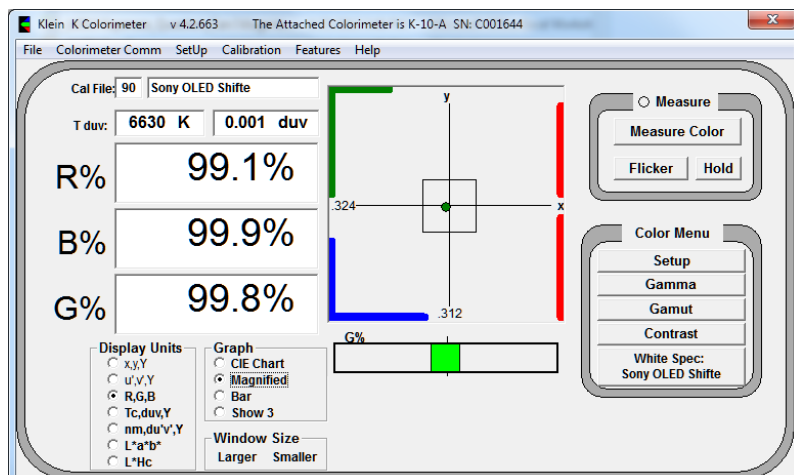 Klein K Colorimeter v 4.2.663 The Attached Colorimeter is K-10-A SN: C001644
File Colorimeter Comm SetUp Calibration Features Help
Cal File: 90 Sony OLED Shifte
T duv: 6630 K 0.001 duv
R% 99.1%
B% 99.9%
G% 99.8%
y
.324
x
.312
G%
Measure
Measure Color
Flicker Hold
Color Menu
Setup
Gamma
Gamut
Contrast
White Spec:
Sony OLED Shifte
Display Units
x,y,Y
u',v',Y
R,G,B
Tc,duv,Y
nm,du'v',Y
L*a*b*
L*Hc
Graph
CIE Chart
Magnified
Bar
Show 3
Window Size
Larger Smaller